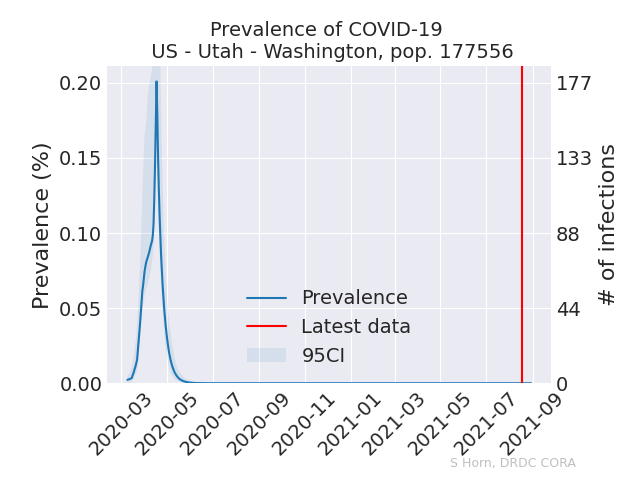 Prevalence of COVID-19
US - Utah - Washington, pop. 177556
Prevalence (%)
0.20
0.15
0.10
0.05
0.00
177
133
88
44
0
# of infections
Prevalence
Latest data
95CI
2020-03
2020-05
2020-07
2020-09
2020-11
2021-01
2021-03
2021-05
2021-07
2021-09
S Horn, DRDC CORA